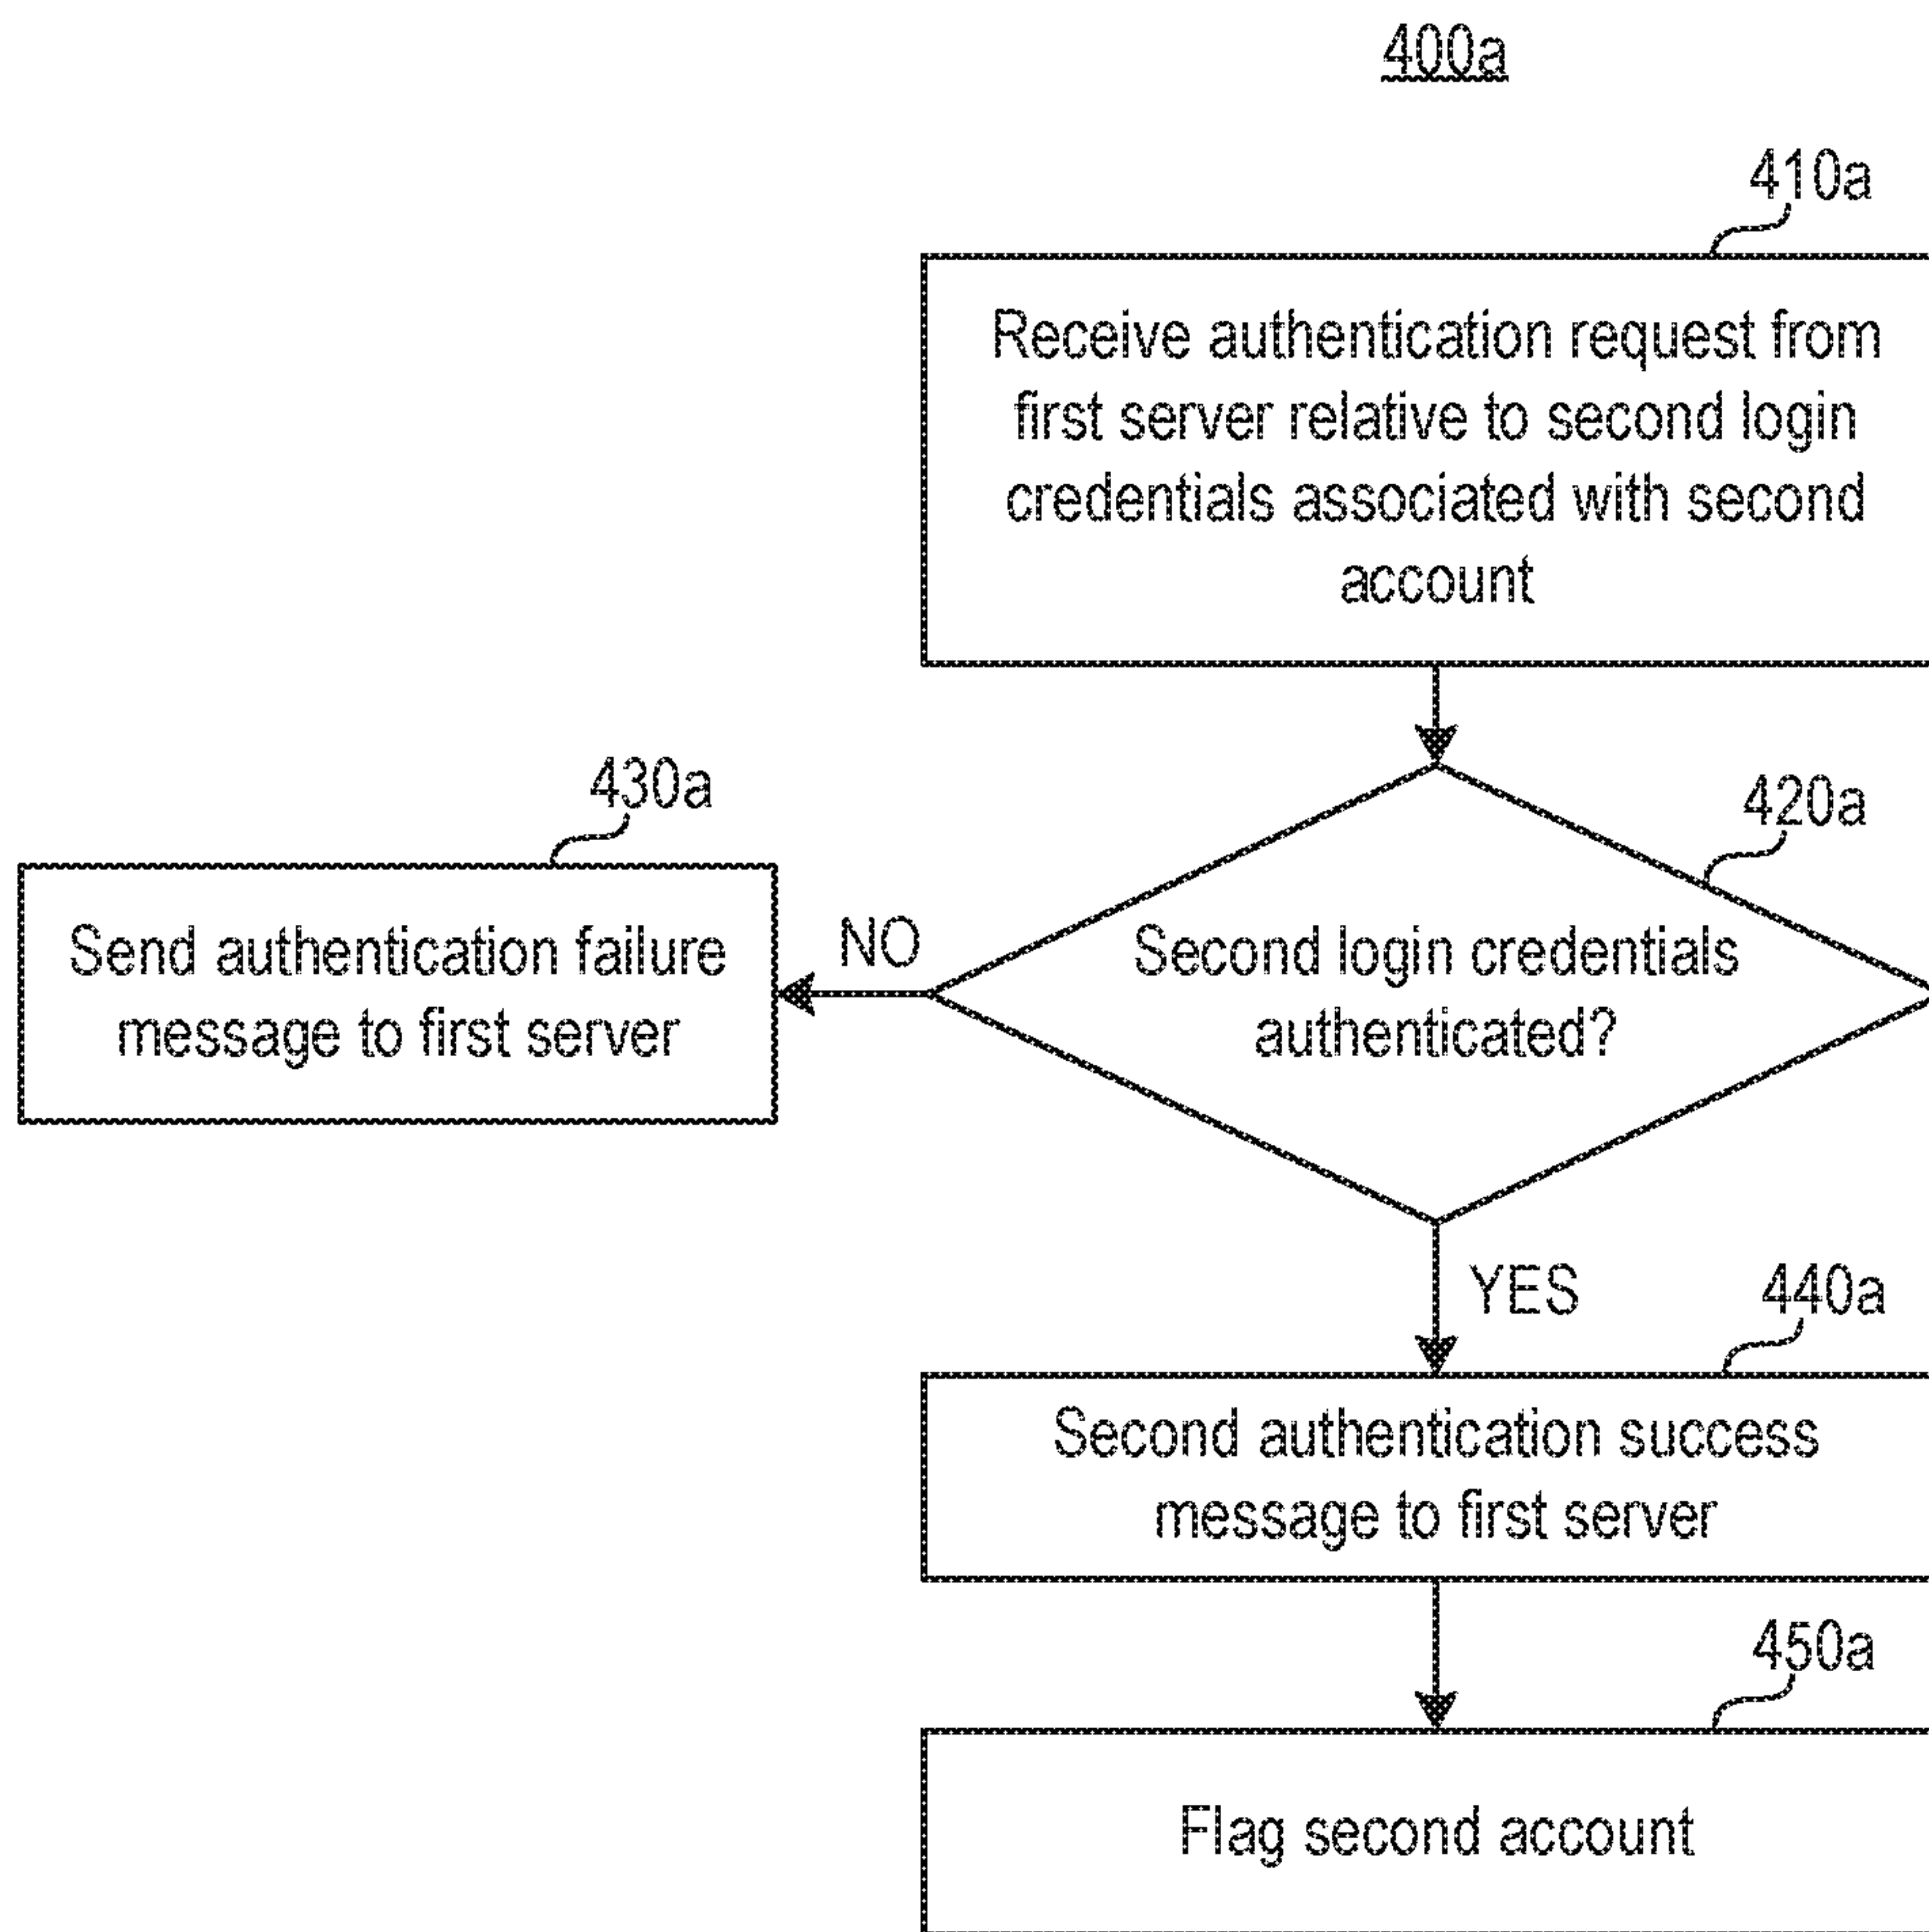 400a
410a
Receive authentication request from
first server relative to second login
credentials associated with second
account
430a
420a
Send authentication failure
message to first server
NO
Second login credentials
authenticated?
YES
440a
Second authentication success
message to first server
450a
Flag second account